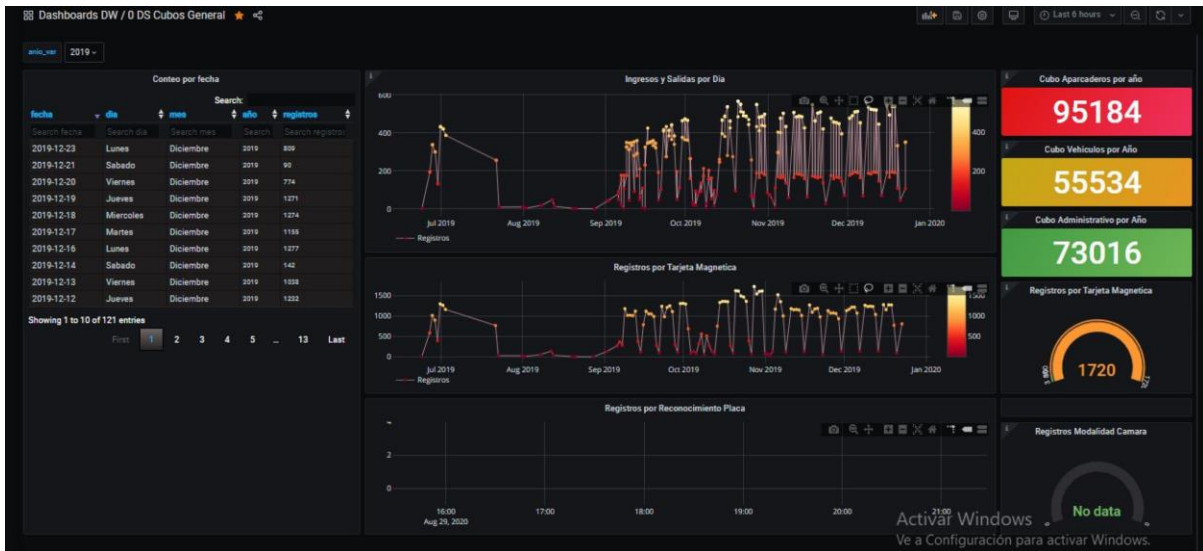 Dashboards DW / 0 DS Cubos General
Last 6 hours
anio_var 2019
Conteo por fecha
Search:
fecha dia mes año registros
Search fecha Search dia Search mes Search Search registros
2019-12-23 Lunes Diciembre 2019 809
2019-12-21 Sabado Diciembre 2019 90
2019-12-20 Viernes Diciembre 2019 774
2019-12-19 Jueves Diciembre 2019 1271
2019-12-18 Miercoles Diciembre 2019 1274
2019-12-17 Martes Diciembre 2019 1155
2019-12-16 Lunes Diciembre 2019 1277
2019-12-14 Sabado Diciembre 2019 142
2019-12-13 Viernes Diciembre 2019 1038
2019-12-12 Jueves Diciembre 2019 1232
Showing 1 to 10 of 121 entries
First 1 2 3 4 5 ... 13 Last
Ingresos y Salidas por Dia
600
400
200
0
Jul 2019 Aug 2019 Sep 2019 Oct 2019 Nov 2019 Dec 2019 Jan 2020
Registros
400
200
Registros por Tarjeta Magnetica
1500
1000
500
0
Jul 2019 Aug 2019 Sep 2019 Oct 2019 Nov 2019 Dec 2019 Jan 2020
Registros
1500
1000
500
Registros por Reconocimiento Placa
2
0
16:00 17:00 18:00 19:00 20:00 21:00
Aug 29, 2020
Cubo Aparcaderos por año
95184
Cubo Vehiculos por Año
55534
Cubo Administrativo por Año
73016
Registros por Tarjeta Magnetica
1720
Registros Modalidad Camara
No data
Activar Windows
Ve a Configuración para activar Windows.